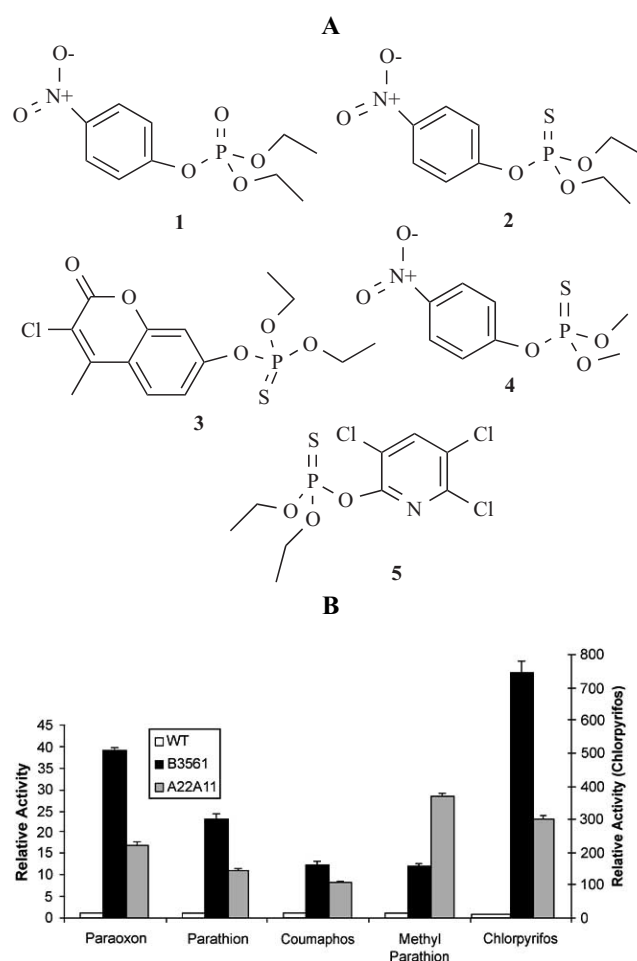 A
O-
O N+
O
O P O
O
1
O-
O N+
S
O P O
O
2
O
O
Cl
O
O P O
S
3
O-
O N+
S
O P O
O
4
S Cl Cl
P
O O N Cl
O
5
B
Relative Activity
45
40
35
30
25
20
15
10
5
0
WT
B3561
A22A11
800
700
600
500
400
300
200
100
0
Relative Activity (Chlorpyrifos)
Paraoxon Parathion Coumaphos Methyl Parathion Chlorpyrifos